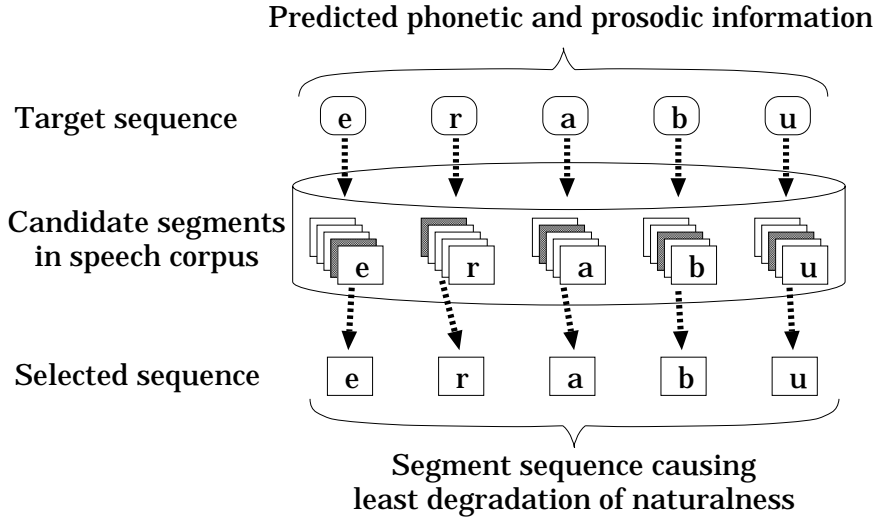 Predicted phonetic and prosodic information
Target sequence
e r a b u
Candidate segments
in speech corpus
e r a b u
Selected sequence
e r a b u
Segment sequence causing
least degradation of naturalness